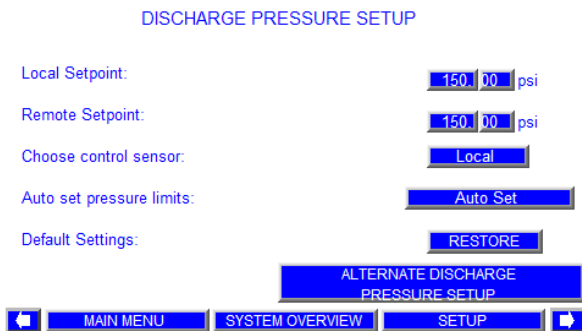 DISCHARGE PRESSURE SETUP
Local Setpoint: 150. 00 psi
Remote Setpoint: 150. 00 psi
Choose control sensor: Local
Auto set pressure limits: Auto Set
Default Settings: RESTORE
ALTERNATE DISCHARGE
PRESSURE SETUP
MAIN MENU SYSTEM OVERVIEW SETUP